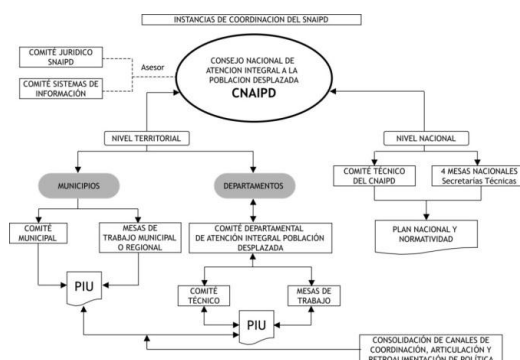 INSTANCIAS DE COORDINACION DEL SNAIPD
COMITÉ JURIDICO
SNAIPD
Asesor
COMITÉ SISTEMAS DE
INFORMACIÓN
CONSEJO NACIONAL DE
ATENCION INTEGRAL A LA
POBLACION DESPLAZADA
CNAIPD
NIVEL TERRITORIAL
NIVEL NACIONAL
MUNICIPIOS
DEPARTAMENTOS
COMITÉ TÉCNICO
DEL CNAIPD
4 MESAS NACIONALES
Secretarías Técnicas
COMITÉ
MUNICIPAL
MESAS DE
TRABAJO MUNICIPAL
O REGIONAL
COMITÉ DEPARTAMENTAL
DE ATENCIÓN INTEGRAL POBLACIÓN
DESPLAZADA
PLAN NACIONAL Y
NORMATIVIDAD
PIU
COMITÉ
TÉCNICO
MESAS DE
TRABAJO
PIU
CONSOLIDACIÓN DE CANALES DE
COORDINACIÓN, ARTICULACIÓN Y
RETROALIMENTACIÓN DE POLÍTICA